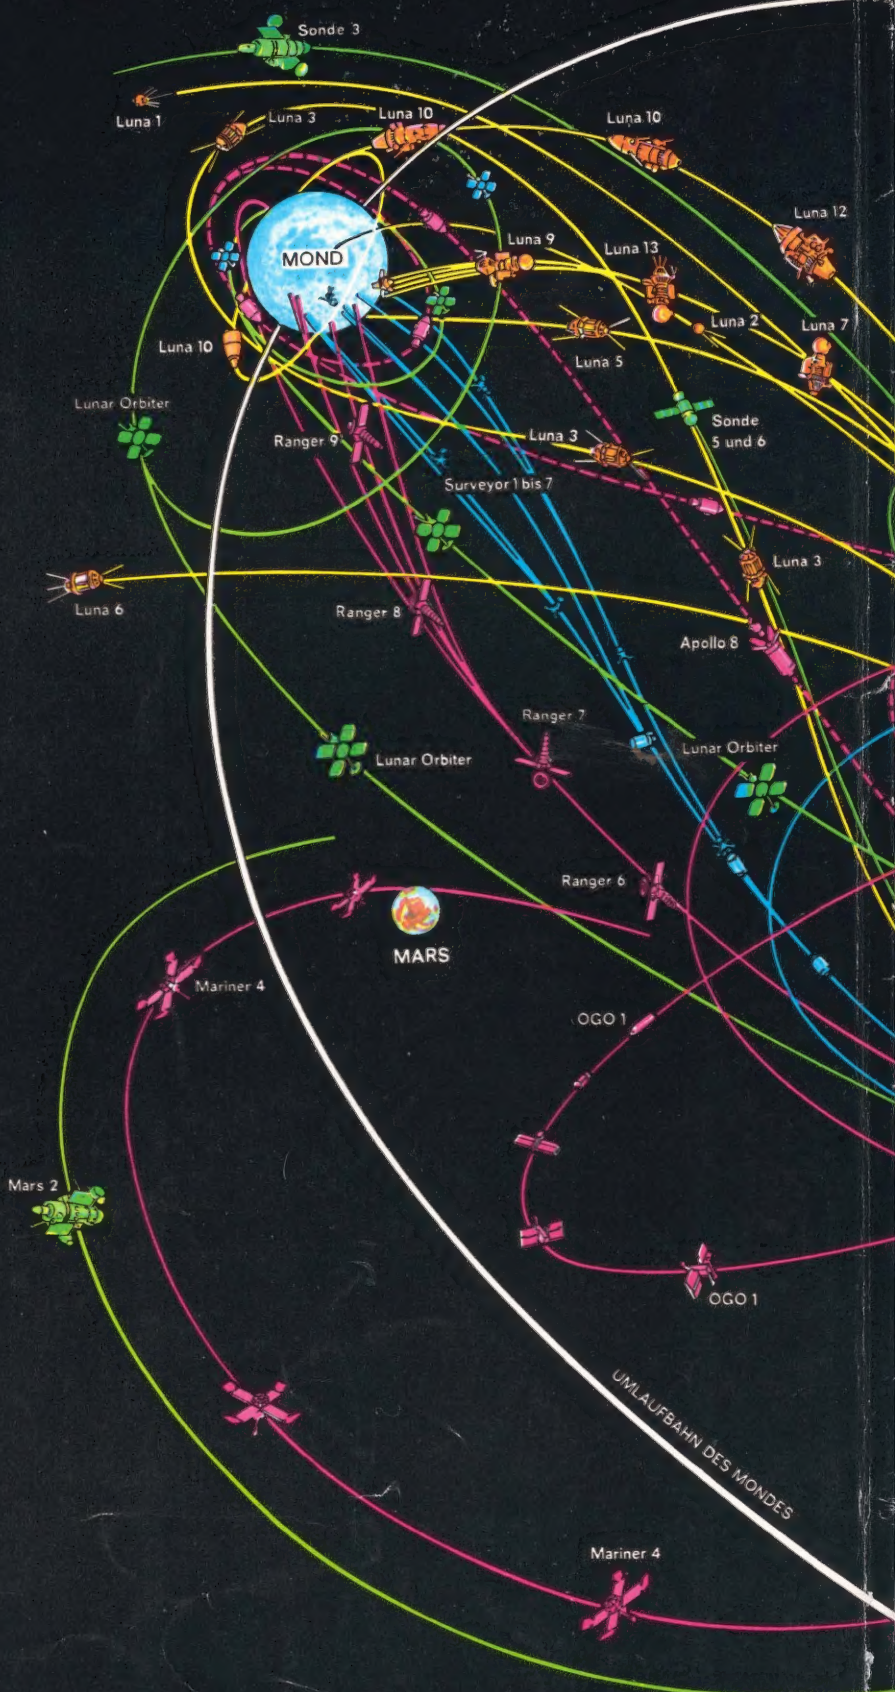 Sonde 3
Luna 1
Luna 3
Luna 10
Luna 10
Luna 12
MOND
Luna 9
Luna 13
Luna 2
Luna 7
Luna 10
Luna 5
Lunar Orbiter
Ranger 9
Luna 3
Sonde
5 und 6
Surveyor 1 bis 7
Luna 6
Ranger 8
Luna 3
Apollo 8
Ranger 7
Lunar Orbiter
Lunar Orbiter
Ranger 6
MARS
Mariner 4
OGO 1
Mars 2
OGO 1
UMLAUFBAHN DES MONDES
Mariner 4